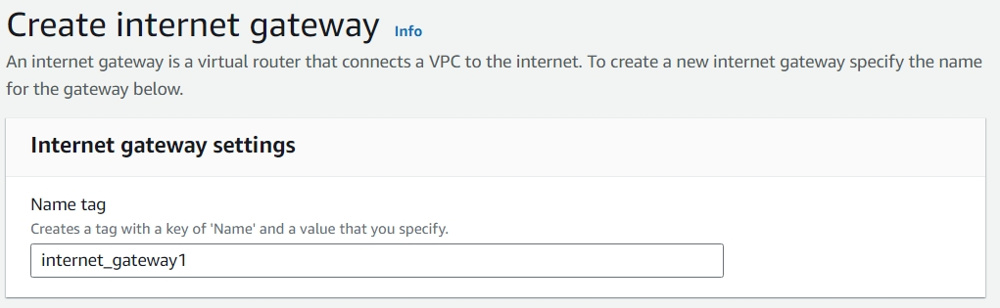 Create internet gateway Info
An internet gateway is a virtual router that connects a VPC to the internet. To create a new internet gateway specify the name
for the gateway below.
Internet gateway settings
Name tag
Creates a tag with a key of 'Name' and a value that you specify.
internet_gateway1